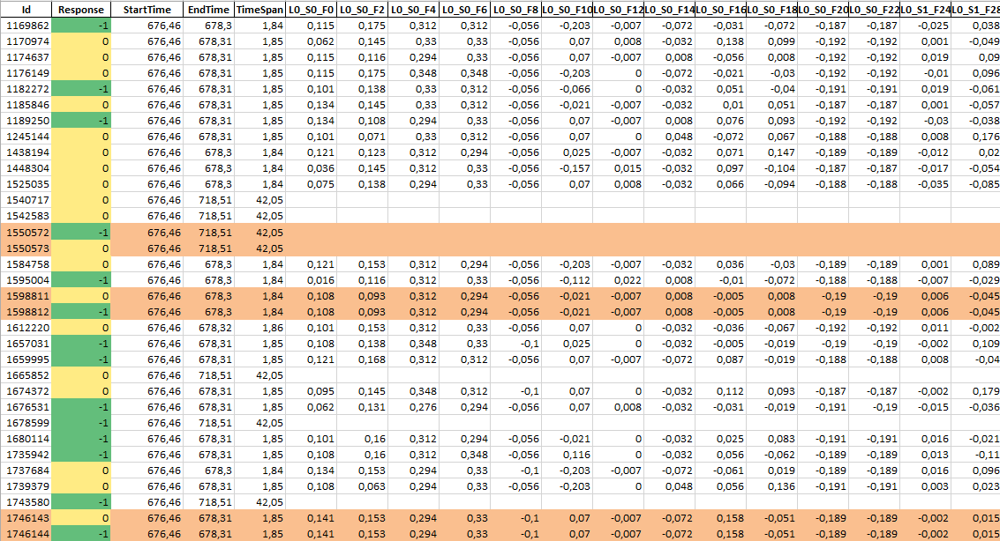 Id Response StartTime EndTime TimeSpan L0_S0_F0 L0_S0_F2 L0_S0_F4 L0_S0_F6 L0_S0_F8 L0_S0_F10 L0_S0_F12 L0_S0_F14 L0_S0_F16 L0_S0_F18 L0_S0_F20 L0_S0_F22 L0_S1_F24 L0_S1_F28
1169862 -1 676,46 678,3 1,84 0,115 0,175 0,312 0,312 -0,056 -0,203 -0,007 -0,072 -0,031 -0,072 -0,187 -0,187 -0,025 0,038
1170974 0 676,46 678,31 1,85 0,062 0,145 0,33 0,33 -0,056 0,07 0,008 -0,032 0,138 0,099 -0,192 -0,192 0,001 -0,049
1174637 0 676,46 678,31 1,85 0,115 0,116 0,294 0,33 -0,056 0,07 -0,007 0,008 -0,056 0,008 -0,192 -0,192 0,019 0,09
1176149 0 676,46 678,31 1,85 0,115 0,175 0,348 0,348 -0,056 -0,203 0 -0,072 -0,021 -0,03 -0,192 -0,192 -0,01 0,096
1182272 -1 676,46 678,31 1,85 0,101 0,138 0,33 0,312 -0,056 -0,066 0 -0,032 0,051 -0,04 -0,191 -0,191 0,019 -0,061
1185846 0 676,46 678,31 1,85 0,134 0,145 0,33 0,312 -0,056 -0,021 -0,007 -0,032 0,01 0,051 -0,187 -0,187 0,001 -0,057
1189250 -1 676,46 678,31 1,85 0,134 0,108 0,294 0,33 -0,056 0,07 -0,007 0,008 0,076 0,093 -0,192 -0,192 -0,03 -0,038
1245144 0 676,46 678,31 1,85 0,101 0,071 0,33 0,312 -0,056 0,07 0 0,048 -0,072 0,067 -0,188 -0,188 0,008 0,176
1438194 0 676,46 678,3 1,84 0,121 0,123 0,312 0,294 -0,056 0,025 -0,007 -0,032 0,071 0,147 -0,189 -0,189 -0,012 0,02
1448304 0 676,46 678,3 1,84 0,036 0,145 0,312 0,33 -0,056 -0,157 0,015 -0,032 0,097 -0,104 -0,187 -0,187 -0,017 -0,054
1525035 0 676,46 678,3 1,84 0,075 0,138 0,294 0,33 -0,056 0,07 0,008 -0,032 0,066 -0,094 -0,188 -0,188 -0,035 -0,085
1540717 0 676,46 718,51 42,05
1542583 0 676,46 718,51 42,05
1550572 -1 676,46 718,51 42,05
1550573 0 676,46 718,51 42,05
1584758 0 676,46 678,3 1,84 0,121 0,153 0,312 0,294 -0,056 -0,203 -0,007 -0,032 0,036 -0,03 -0,189 -0,189 0,001 0,089
1595004 -1 676,46 678,3 1,84 0,016 0,116 0,312 0,33 -0,056 -0,112 0,022 0,008 -0,01 -0,072 -0,188 -0,188 -0,007 -0,029
1598811 0 676,46 678,3 1,84 0,108 0,093 0,312 0,294 -0,056 -0,021 -0,007 0,008 -0,005 0,008 -0,19 -0,19 0,006 -0,045
1598812 -1 676,46 678,3 1,84 0,108 0,093 0,312 0,294 -0,056 -0,021 -0,007 0,008 -0,005 0,008 -0,19 -0,19 0,006 -0,045
1612220 0 676,46 678,32 1,86 0,101 0,153 0,312 0,33 -0,056 0,07 0 -0,032 -0,036 -0,067 -0,192 -0,192 0,011 -0,002
1657031 -1 676,46 678,31 1,85 0,108 0,138 0,348 0,33 -0,1 0,025 0 -0,032 -0,005 -0,019 -0,19 -0,19 -0,002 0,109
1659995 -1 676,46 678,31 1,85 0,121 0,168 0,312 0,312 -0,056 0,07 -0,007 -0,072 0,087 -0,019 -0,188 -0,188 0,008 -0,04
1665852 0 676,46 718,51 42,05
1674372 0 676,46 678,31 1,85 0,095 0,145 0,348 0,312 -0,1 0,07 0 -0,032 0,112 0,093 -0,187 -0,187 -0,002 0,179
1676531 -1 676,46 678,31 1,85 0,062 0,131 0,276 0,294 -0,056 0,07 0,008 -0,032 -0,031 -0,019 -0,191 -0,19 -0,015 -0,036
1678599 -1 676,46 718,51 42,05
1680114 -1 676,46 678,31 1,85 0,101 0,16 0,312 0,294 -0,056 -0,021 0 -0,032 0,025 0,083 -0,191 -0,191 0,016 -0,021
1735942 -1 676,46 678,31 1,85 0,108 0,16 0,312 0,348 -0,056 0,116 0 -0,032 0,056 -0,062 -0,189 -0,189 0,013 -0,11
1737684 0 676,46 678,3 1,84 0,134 0,153 0,294 0,33 -0,1 -0,203 -0,007 -0,072 -0,061 0,019 -0,189 -0,189 0,016 0,096
1739379 0 676,46 678,31 1,85 0,108 0,063 0,294 0,33 -0,056 -0,203 0 0,048 0,056 0,136 -0,191 -0,191 0,003 0,023
1743580 -1 676,46 718,51 42,05
1746143 0 676,46 678,31 1,85 0,141 0,153 0,294 0,33 -0,1 0,07 -0,007 -0,072 0,158 -0,051 -0,189 -0,189 -0,002 0,015
1746144 -1 676,46 678,31 1,85 0,141 0,153 0,294 0,33 -0,1 0,07 -0,007 -0,072 0,158 -0,051 -0,189 -0,189 -0,002 0,015